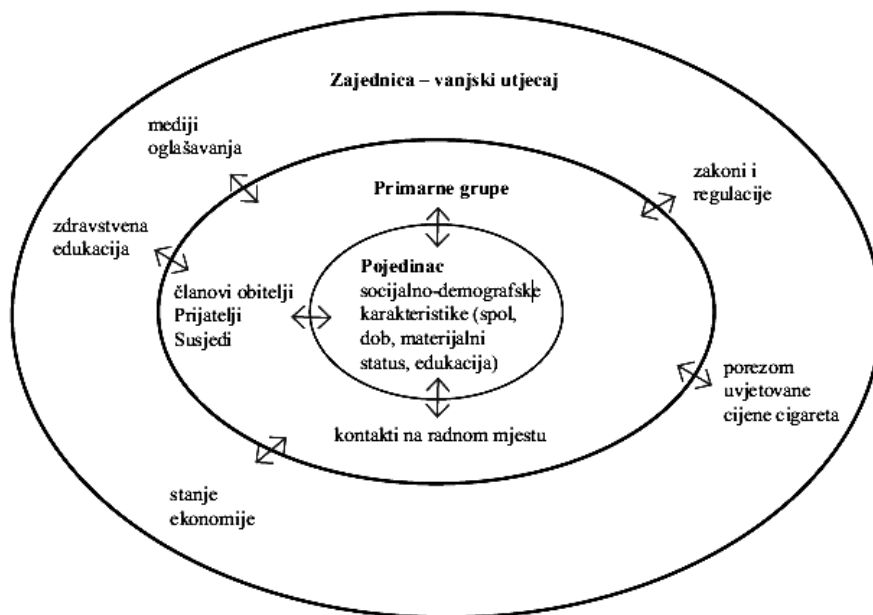 Zajednica – vanjski utjecaj
mediji
oglašavanja
zakoni i
regulacije
Primarne grupe
zdravstvena
edukacija
Pojedinac
socijalno-demografske
karakteristike (spol,
dob, materijalni
status, edukacija)
članovi obitelji
Prijatelji
Susjedi
porezom
uvjetovane
cijene cigareta
kontakti na radnom mjestu
stanje
ekonomije